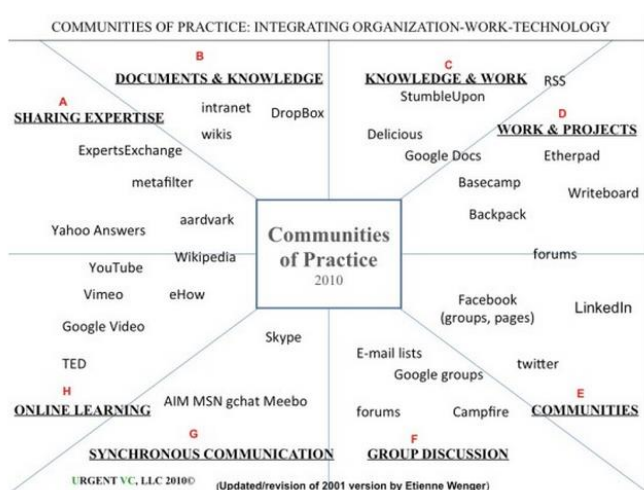 COMMUNITIES OF PRACTICE: INTEGRATING ORGANIZATION-WORK-TECHNOLOGY
B
DOCUMENTS & KNOWLEDGE
intranet
DropBox
wikis
C
KNOWLEDGE & WORK
RSS
StumbleUpon
Delicious
Google Docs
A
SHARING EXPERTISE
ExpertsExchange
metafilter
aardvark
Yahoo Answers
Wikipedia
D
WORK & PROJECTS
Etherpad
Basecamp
Writeboard
Backpack
forums
Communities
of Practice
2010
YouTube
Vimeo
eHow
Google Video
TED
H
ONLINE LEARNING
Skype
AIM MSN gchat Meebo
G
SYNCHRONOUS COMMUNICATION
E-mail lists
Google groups
forums
Campfire
F
GROUP DISCUSSION
Facebook
(groups, pages)
LinkedIn
twitter
E
COMMUNITIES
URGENT VC, LLC 2010©
(Updated/revision of 2001 version by Etienne Wenger)